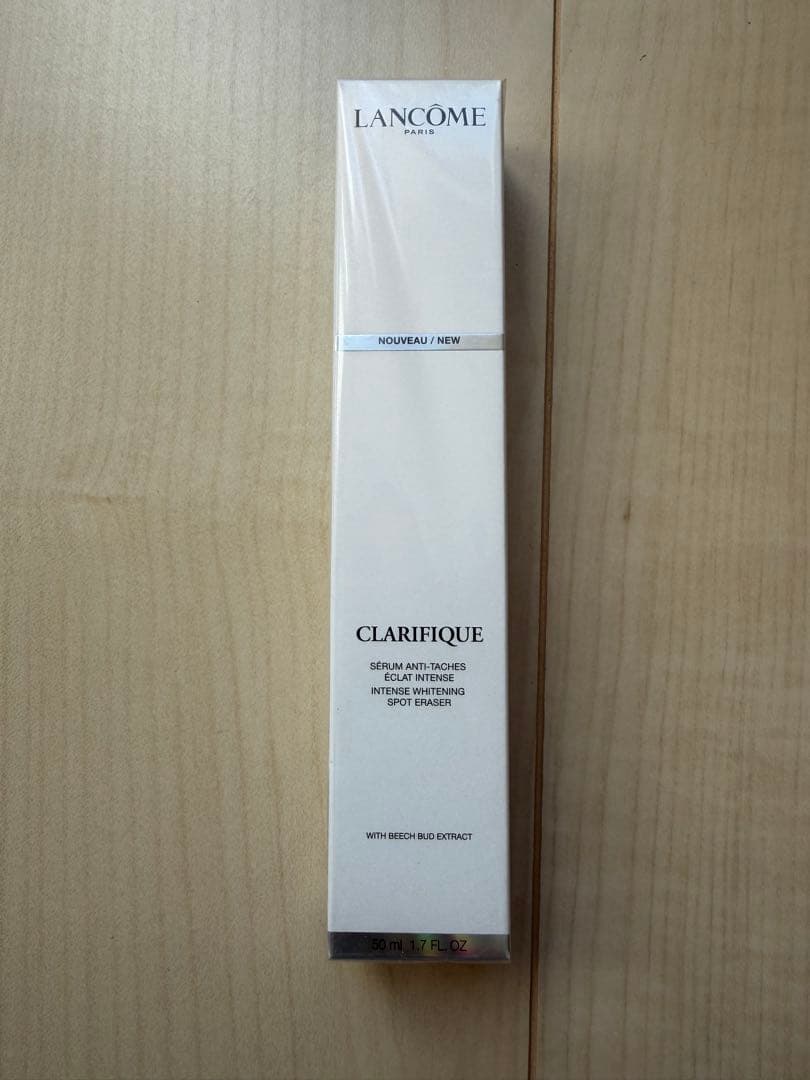 LANCÔME
PARIS
NOUVEAU / NEW
CLARIFIQUE
SÉRUM ANTI-TACHES
ÉCLAT INTENSE
INTENSE WHITENING
SPOT ERASER
WITH BEECH BUD EXTRACT
50 ml 1.7 FL. OZ